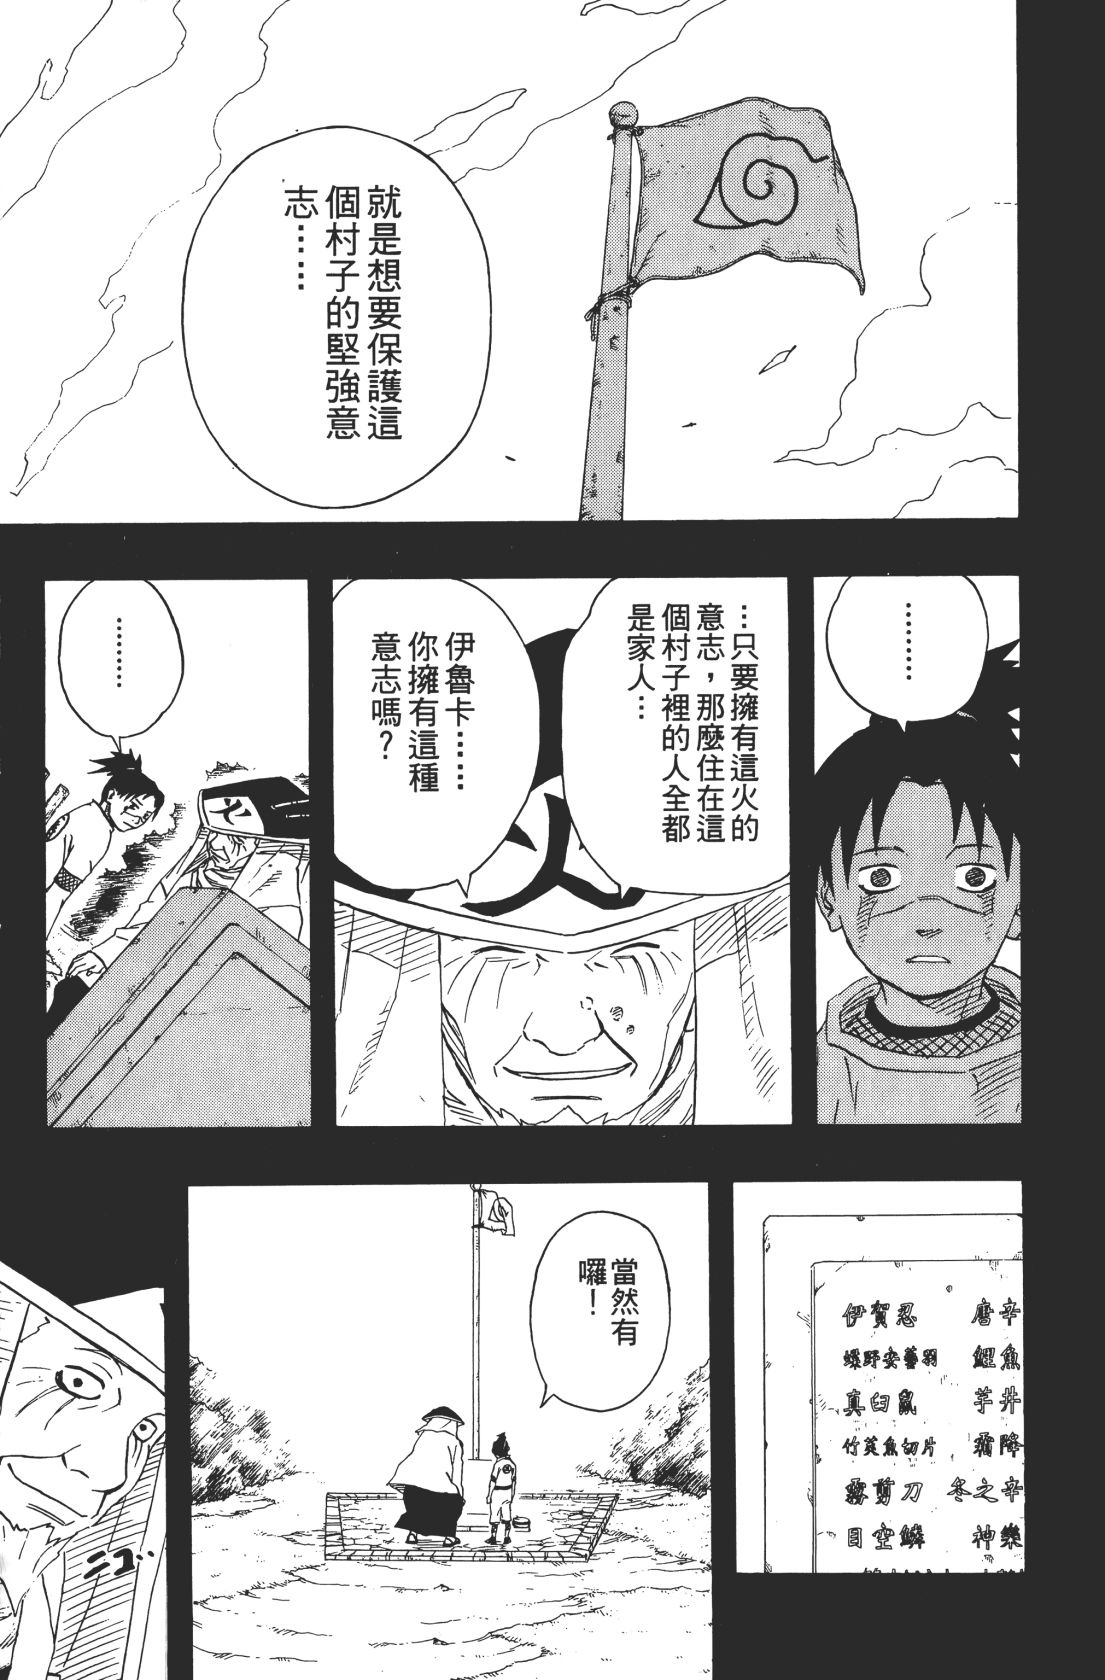 就是想要保護這
個村子的堅強意
志……
………
…只要擁有這火的
意志，那麼住在這
個村子裡的人全都
是家人…
伊魯卡……
你擁有這種
意志嗎？
………
火
唐辛
鯉魚
芋井
霜降
冬之辛
神樂
伊賀忍
蝶野安藝羽
真臼鼠
竹莢魚切片
霧剪刀
目空鱗
當然有
囉！
ニコ